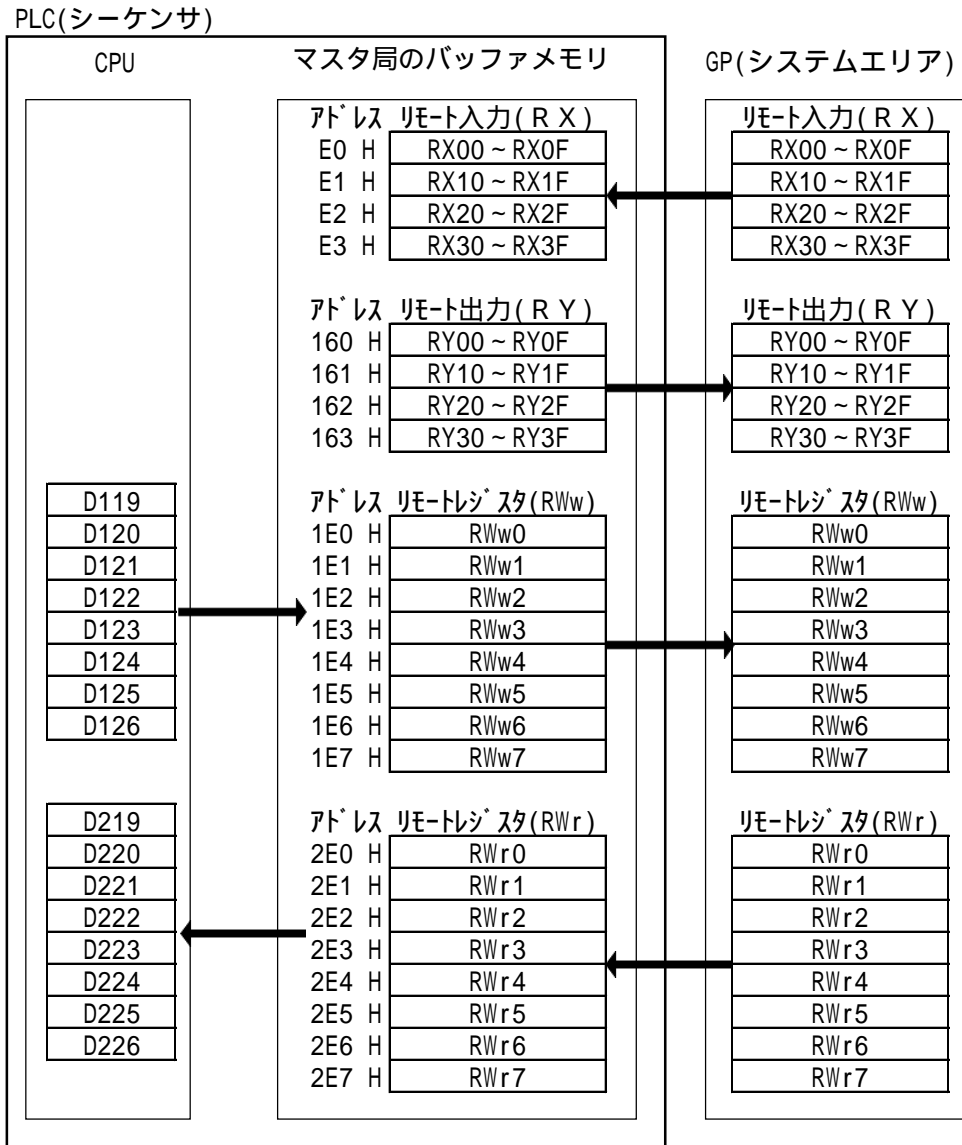 PLC(シーケンサ)
CPU マスタ局のバッファメモリ GP(システムエリア)
アドレス リモート入力(RX) リモート入力(RX)
E0 H RX00~RX0F RX00~RX0F
E1 H RX10~RX1F RX10~RX1F
E2 H RX20~RX2F RX20~RX2F
E3 H RX30~RX3F RX30~RX3F
アドレス リモート出力(RY) リモート出力(RY)
160 H RY00~RY0F RY00~RY0F
161 H RY10~RY1F RY10~RY1F
162 H RY20~RY2F RY20~RY2F
163 H RY30~RY3F RY30~RY3F
D119 アドレス リモートレジスタ(RWw) リモートレジスタ(RWw)
D120 1E0 H RWw0 RWw0
D121 1E1 H RWw1 RWw1
D122 1E2 H RWw2 RWw2
D123 1E3 H RWw3 RWw3
D124 1E4 H RWw4 RWw4
D125 1E5 H RWw5 RWw5
D126 1E6 H RWw6 RWw6
1E7 H RWw7 RWw7
D219 アドレス リモートレジスタ(RWr) リモートレジスタ(RWr)
D220 2E0 H RWr0 RWr0
D221 2E1 H RWr1 RWr1
D222 2E2 H RWr2 RWr2
D223 2E3 H RWr3 RWr3
D224 2E4 H RWr4 RWr4
D225 2E5 H RWr5 RWr5
D226 2E6 H RWr6 RWr6
2E7 H RWr7 RWr7